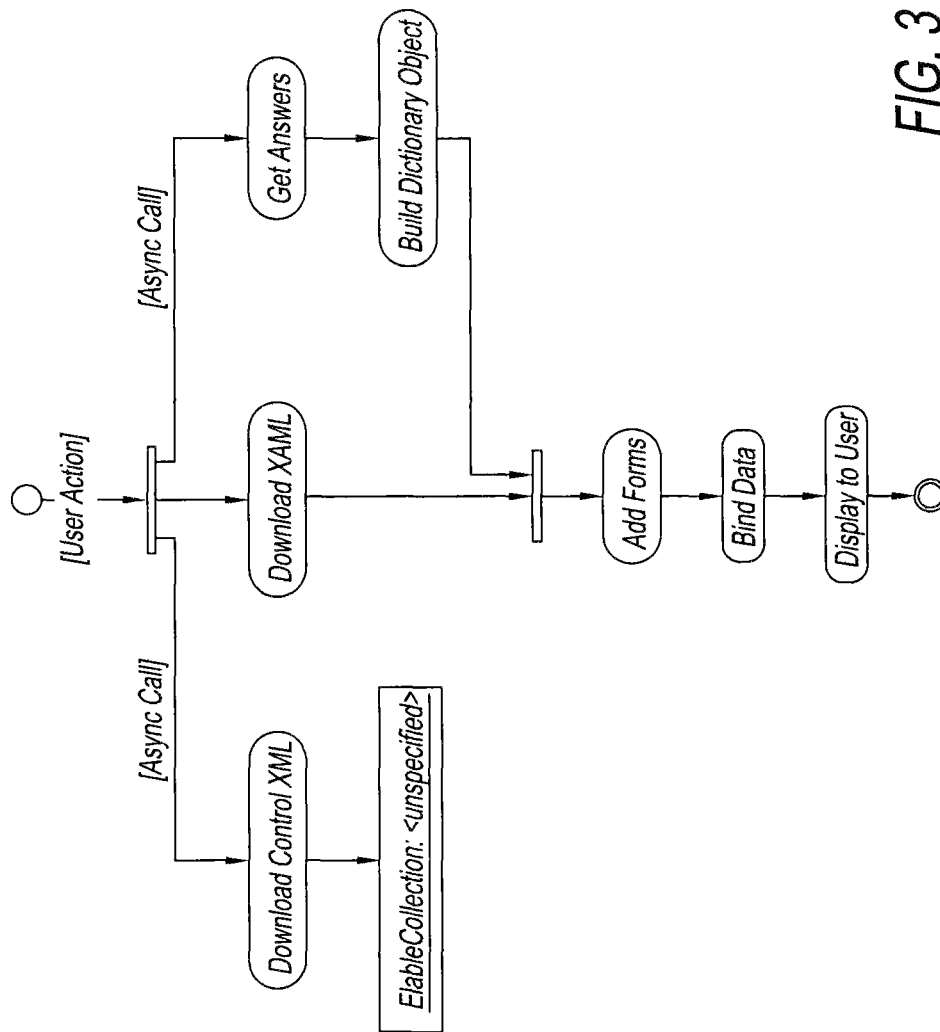 [User Action]
[Async Call]
[Async Call]
Download Control XML
Download XAML
Get Answers
ElableCollection: <unspecified>
Build Dictionary Object
Add Forms
Bind Data
Display to User
FIG. 3